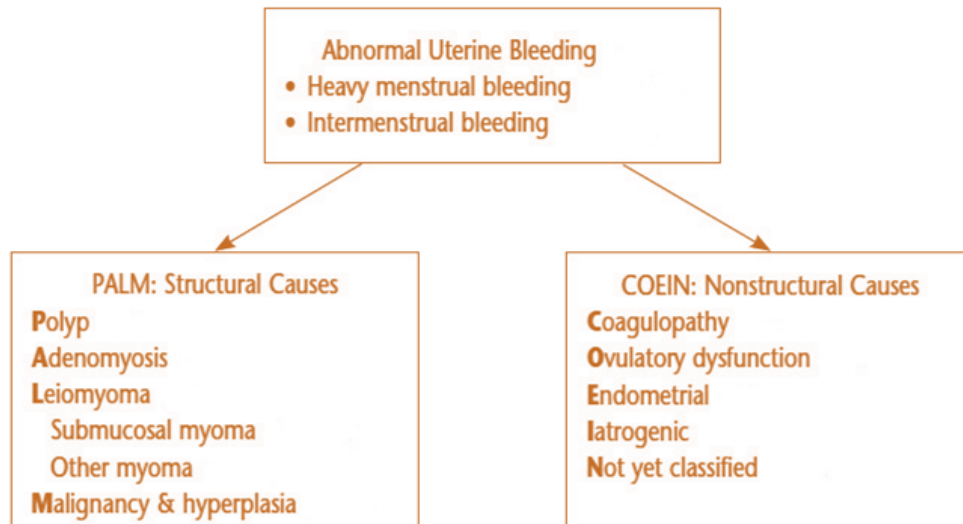 Abnormal Uterine Bleeding
• Heavy menstrual bleeding
• Intermenstrual bleeding
PALM: Structural Causes
Polyp
Adenomyosis
Leiomyoma
Submucosal myoma
Other myoma
Malignancy & hyperplasia
COEIN: Nonstructural Causes
Coagulopathy
Ovulatory dysfunction
Endometrial
Iatrogenic
Not yet classified